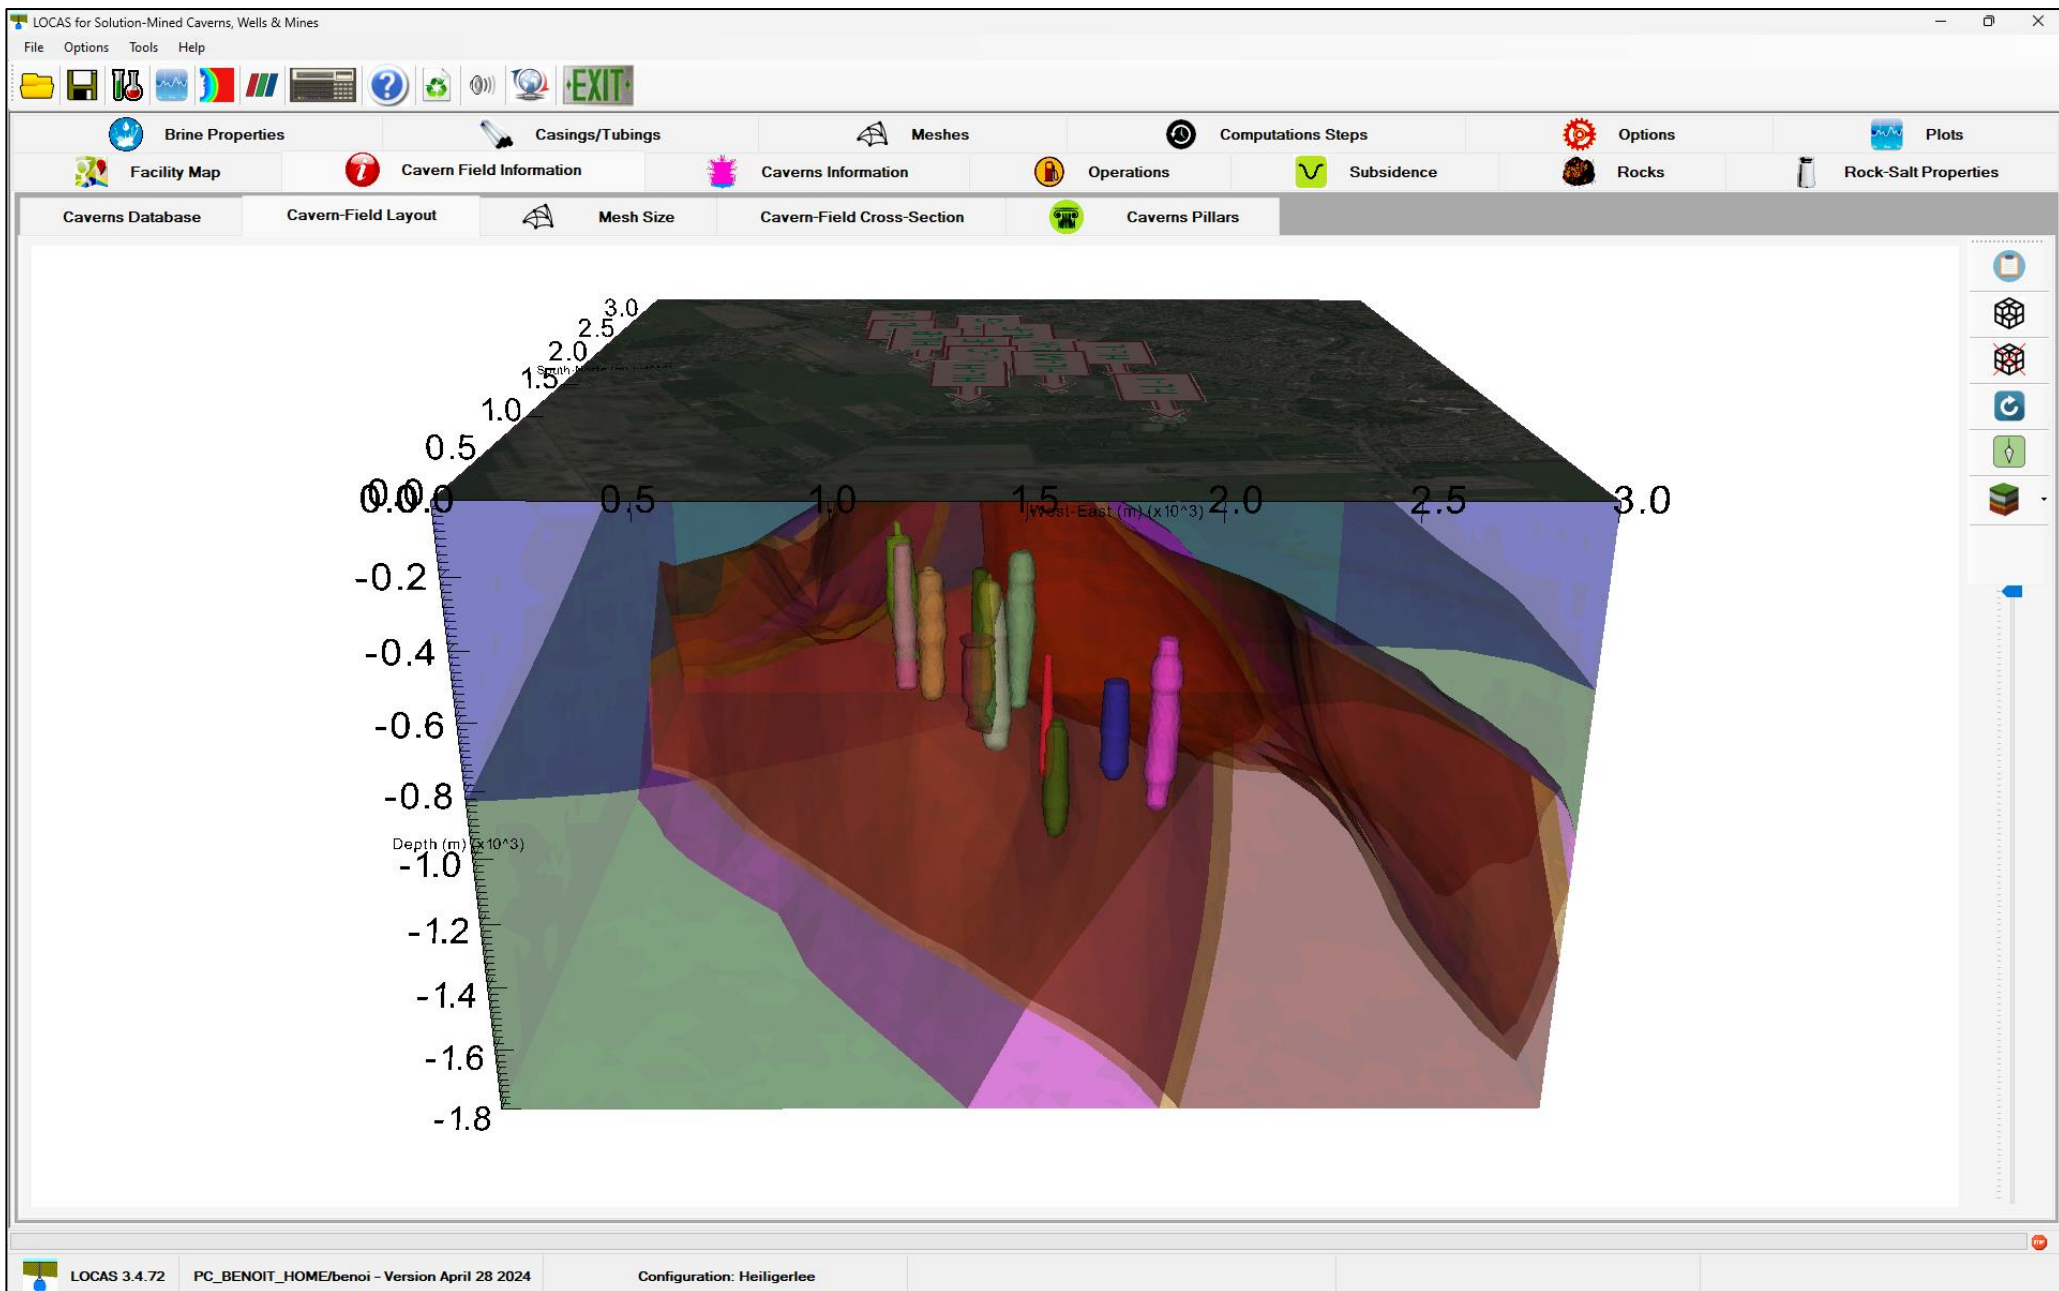 LOCAS for Solution-Mined Caverns, Wells & Mines
File Options Tools Help
EXIT
Brine Properties Casings/Tubings Meshes Computations Steps Options Plots
Facility Map Cavern Field Information Caverns Information Operations Subsidence Rocks Rock-Salt Properties
Caverns Database Cavern-Field Layout Mesh Size Cavern-Field Cross-Section Caverns Pillars
3.0
2.5
2.0
1.5
1.0
0.5
0.0 0.5 1.0 1.5 2.0 2.5 3.0
West-East (m) (x10^3)
-0.2
-0.4
-0.6
-0.8
Depth (m) (x10^3)
-1.0
-1.2
-1.4
-1.6
-1.8
STOP
LOCAS 3.4.72 PC_BENOIT_HOME/benoi - Version April 28 2024 Configuration: Heiligerlee